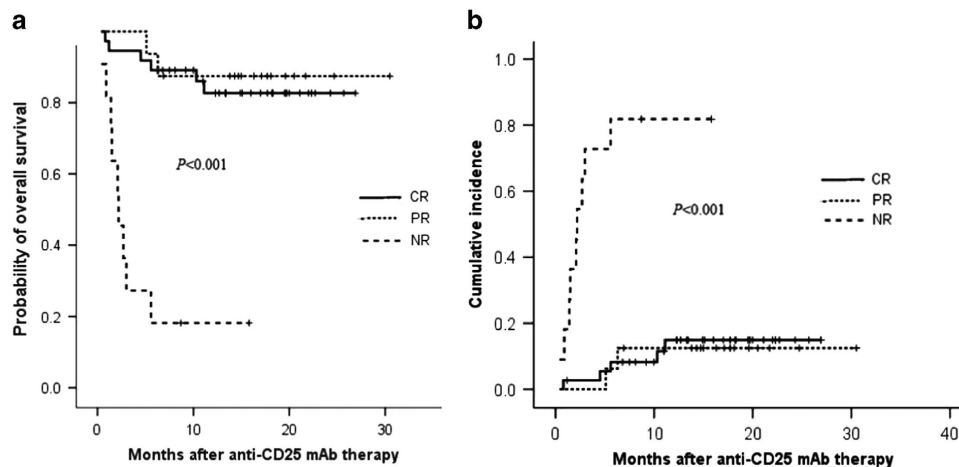 a
Probability of overall survival
0.8
0.6
0.4
0.2
0.0
P<0.001
CR
PR
NR
0 10 20 30
Months after anti-CD25 mAb therapy
b
Cumulative incidence
1.0
0.8
0.6
0.4
0.2
0.0
P<0.001
CR
PR
NR
0 10 20 30 40
Months after anti-CD25 mAb therapy